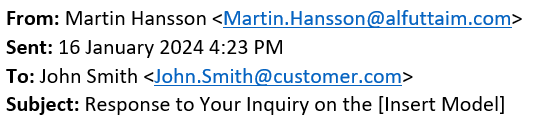 From: Martin Hansson <Martin.Hansson@alfuttaim.com>
Sent: 16 January 2024 4:23 PM
To: John Smith <John.Smith@customer.com>
Subject: Response to Your Inquiry on the [Insert Model]